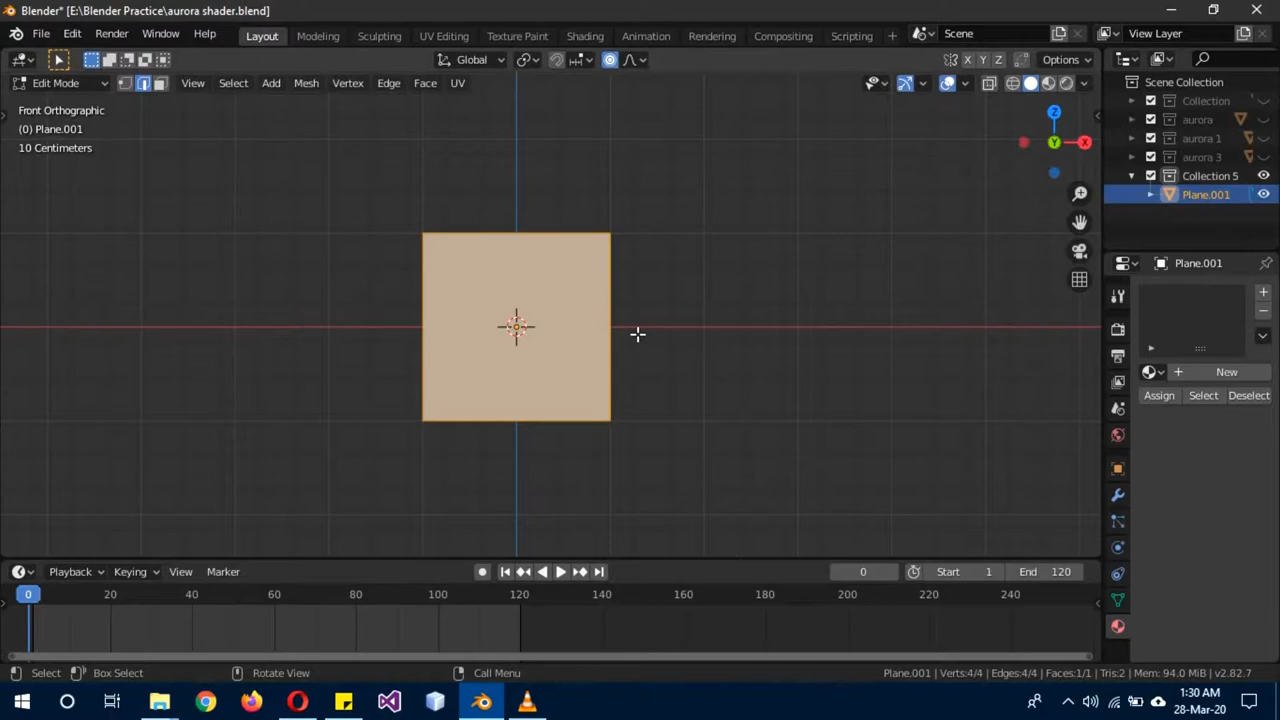 Blender* [E:\Blender Practice\aurora shader.blend]
File Edit Render Window Help Layout Modeling Sculpting UV Editing Texture Paint Shading Animation Rendering Compositing Scripting + Scene View Layer
Global X Y Z Options
Edit Mode View Select Add Mesh Vertex Edge Face UV
Front Orthographic
(0) Plane.001
10 Centimeters
Z
X
Y
Scene Collection
Collection
aurora
aurora 1
aurora 3
Collection 5
Plane.001
Plane.001
New
Assign Select Deselect
Playback Keying View Marker 0 Start 1 End 120
0 20 40 60 80 100 120 140 160 180 200 220 240
Select Box Select Rotate View Call Menu Plane.001 | Verts:4/4 | Edges:4/4 | Faces:1/1 | Tris:2 | Mem: 94.0 MiB | v2.82.7
1:30 AM
28-Mar-20